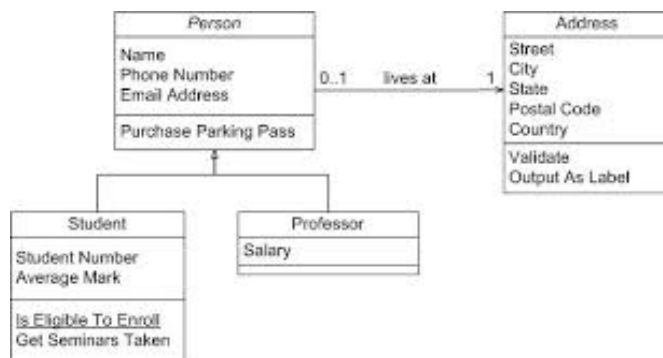 Person
Name
Phone Number
Email Address
Purchase Parking Pass
0..1 lives at 1
Address
Street
City
State
Postal Code
Country
Validate
Output As Label
Student
Student Number
Average Mark
Is Eligible To Enroll
Get Seminars Taken
Professor
Salary